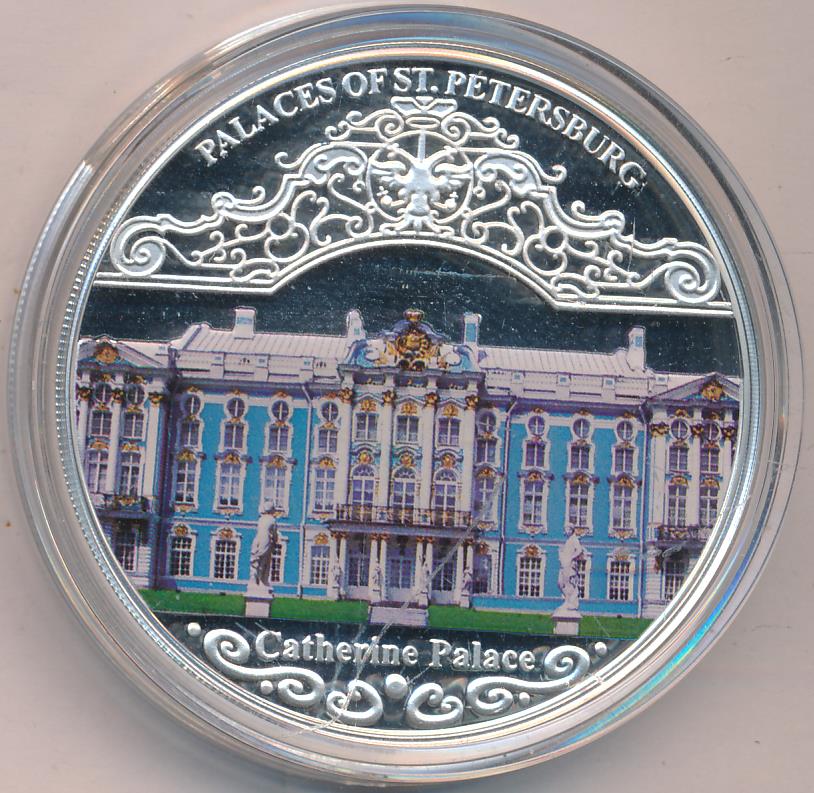 PALACES OF ST. PETERSBURG
Catherine Palace